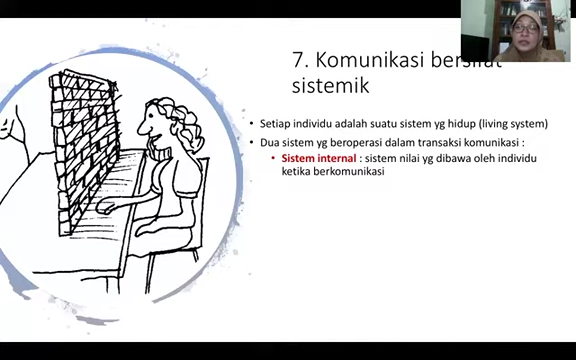 7. Komunikasi bersifat
sistemik
• Setiap individu adalah suatu sistem yg hidup (living system)
• Dua sistem yg beroperasi dalam transaksi komunikasi :
• Sistem internal : sistem nilai yg dibawa oleh individu
ketika berkomunikasi